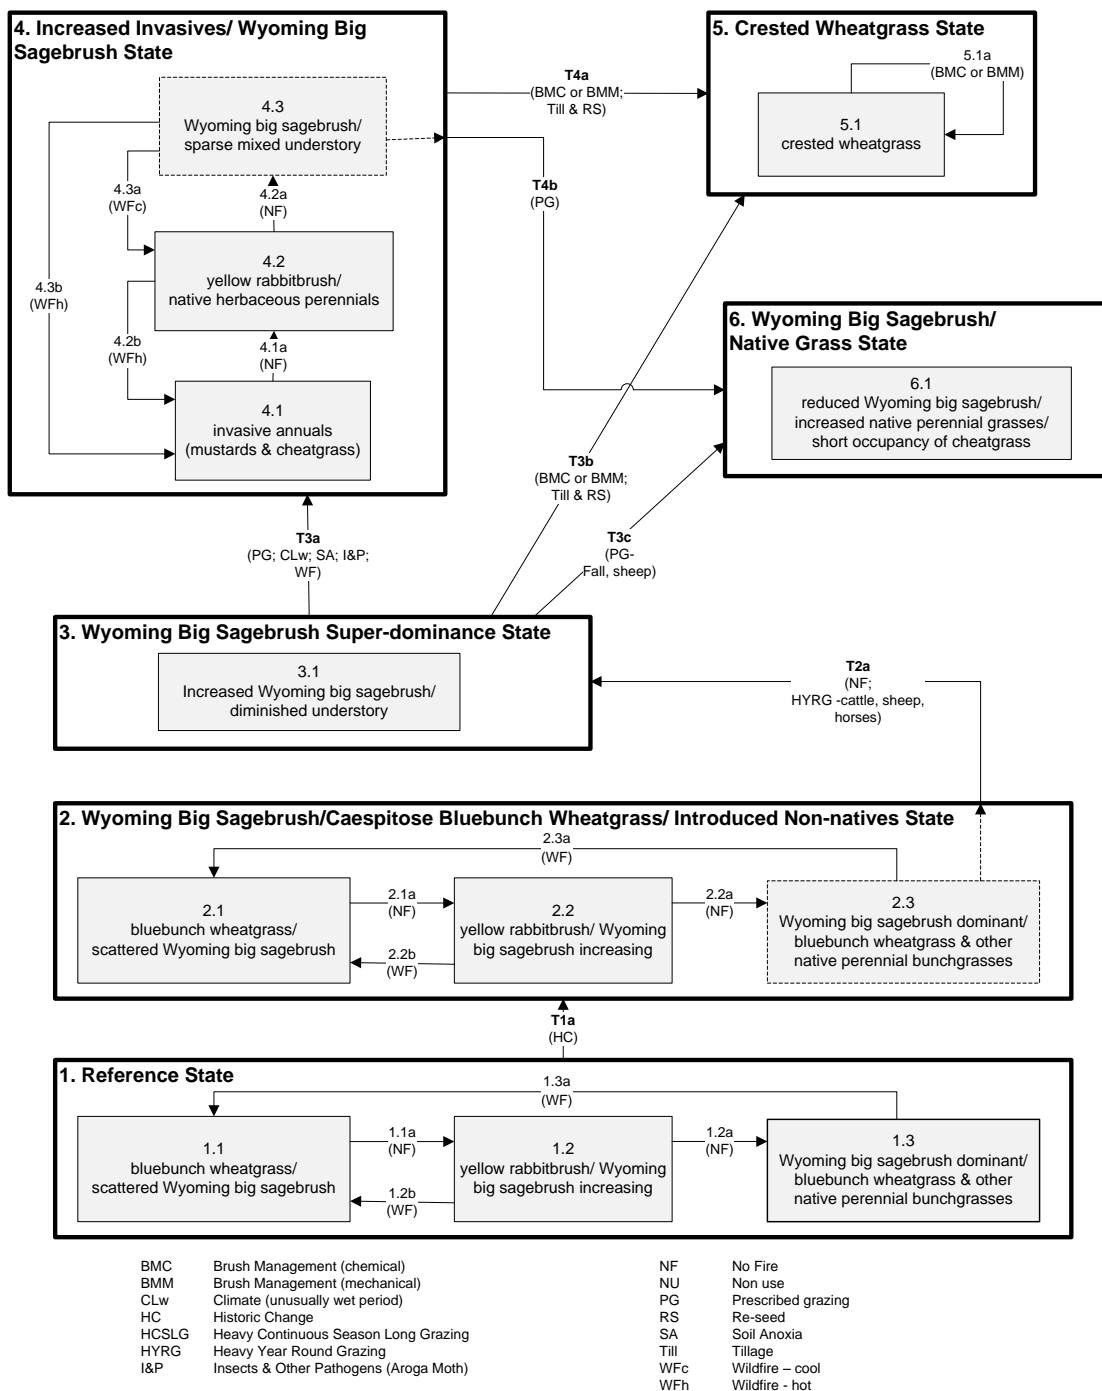 4. Increased Invasives/ Wyoming Big
Sagebrush State
4.3
Wyoming big sagebrush/
sparse mixed understory
4.3a
(WFc)
4.2a
(NF)
4.2
yellow rabbitbrush/
native herbaceous perennials
4.3b
(WFh)
4.2b
(WFh)
4.1a
(NF)
4.1
invasive annuals
(mustards & cheatgrass)
T4a
(BMC or BMM;
Till & RS)
T4b
(PG)
5. Crested Wheatgrass State
5.1a
(BMC or BMM)
5.1
crested wheatgrass
6. Wyoming Big Sagebrush/
Native Grass State
6.1
reduced Wyoming big sagebrush/
increased native perennial grasses/
short occupancy of cheatgrass
T3a
(PG; CLw; SA; I&P;
WF)
T3b
(BMC or BMM;
Till & RS)
T3c
(PG-
Fall, sheep)
3. Wyoming Big Sagebrush Super-dominance State
3.1
Increased Wyoming big sagebrush/
diminished understory
T2a
(NF;
HYRG -cattle, sheep,
horses)
2. Wyoming Big Sagebrush/Caespitose Bluebunch Wheatgrass/ Introduced Non-natives State
2.3a
(WF)
2.1
bluebunch wheatgrass/
scattered Wyoming big sagebrush
2.1a
(NF)
2.2b
(WF)
2.2
yellow rabbitbrush/ Wyoming
big sagebrush increasing
2.2a
(NF)
2.3
Wyoming big sagebrush dominant/
bluebunch wheatgrass & other
native perennial bunchgrasses
T1a
(HC)
1. Reference State
1.3a
(WF)
1.1
bluebunch wheatgrass/
scattered Wyoming big sagebrush
1.1a
(NF)
1.2b
(WF)
1.2
yellow rabbitbrush/ Wyoming
big sagebrush increasing
1.2a
(NF)
1.3
Wyoming big sagebrush dominant/
bluebunch wheatgrass & other
native perennial bunchgrasses
BMC Brush Management (chemical)
BMM Brush Management (mechanical)
CLw Climate (unusually wet period)
HC Historic Change
HCSLG Heavy Continuous Season Long Grazing
HYRG Heavy Year Round Grazing
I&P Insects & Other Pathogens (Aroga Moth)
NF No Fire
NU Non use
PG Prescribed grazing
RS Re-seed
SA Soil Anoxia
Till Tillage
WFc Wildfire – cool
WFh Wildfire - hot